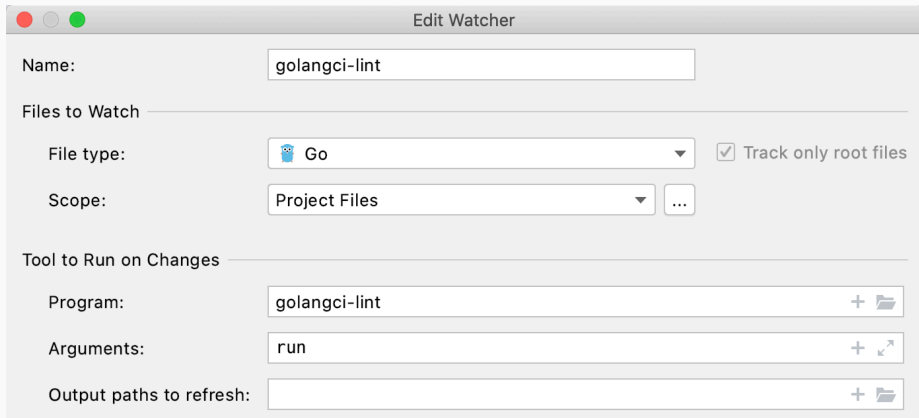 Edit Watcher
Name: golangci-lint
Files to Watch
File type: Go Track only root files
Scope: Project Files ...
Tool to Run on Changes
Program: golangci-lint
Arguments: run
Output paths to refresh: